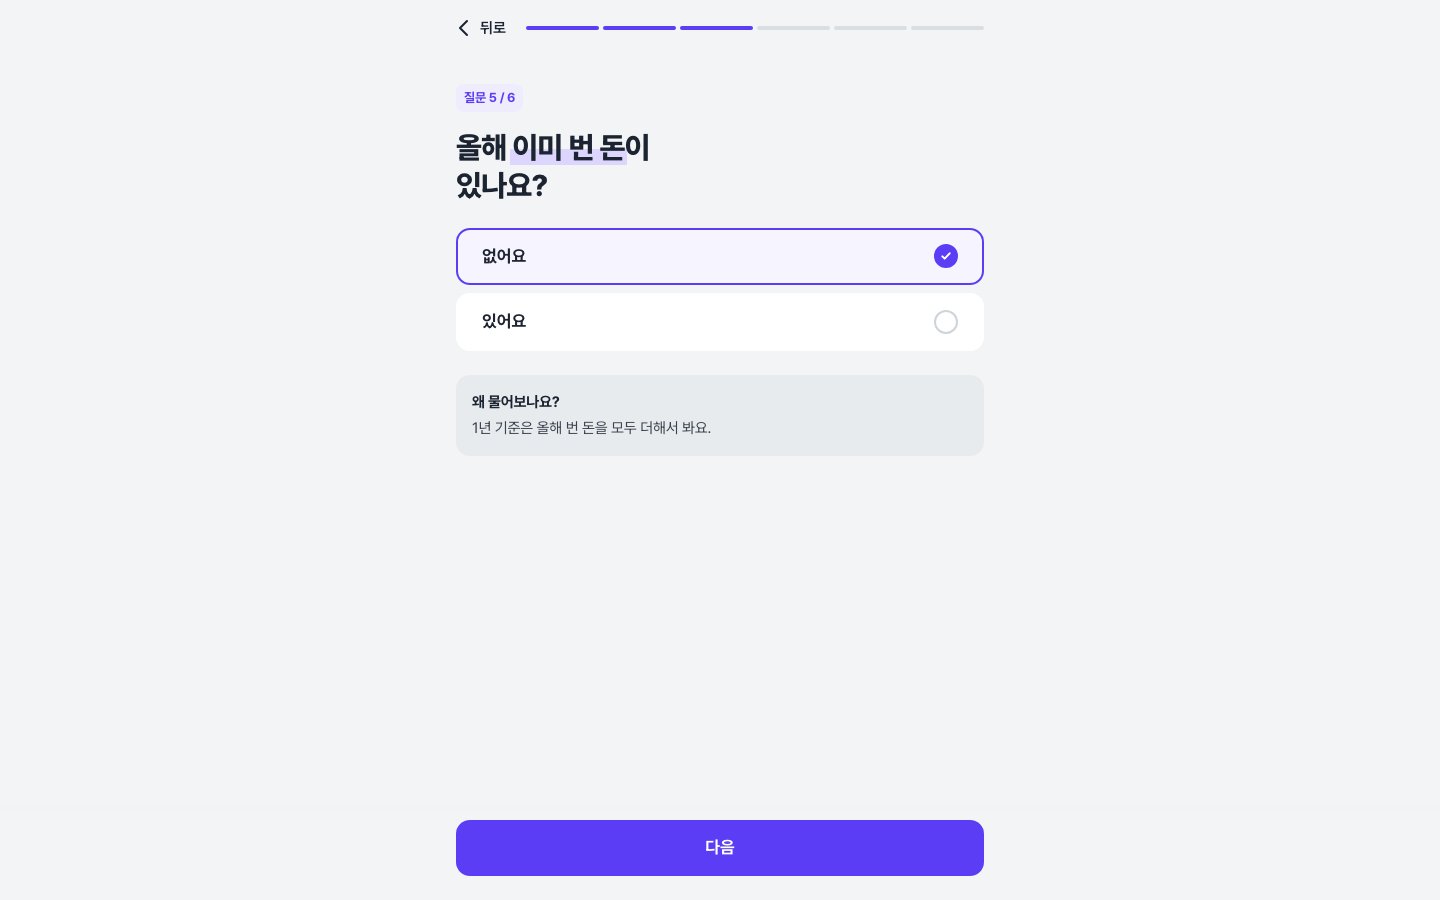 뒤로
질문 5 / 6
올해 이미 번 돈이
있나요?
없어요
있어요
왜 물어보나요?
1년 기준은 올해 번 돈을 모두 더해서 봐요.
다음